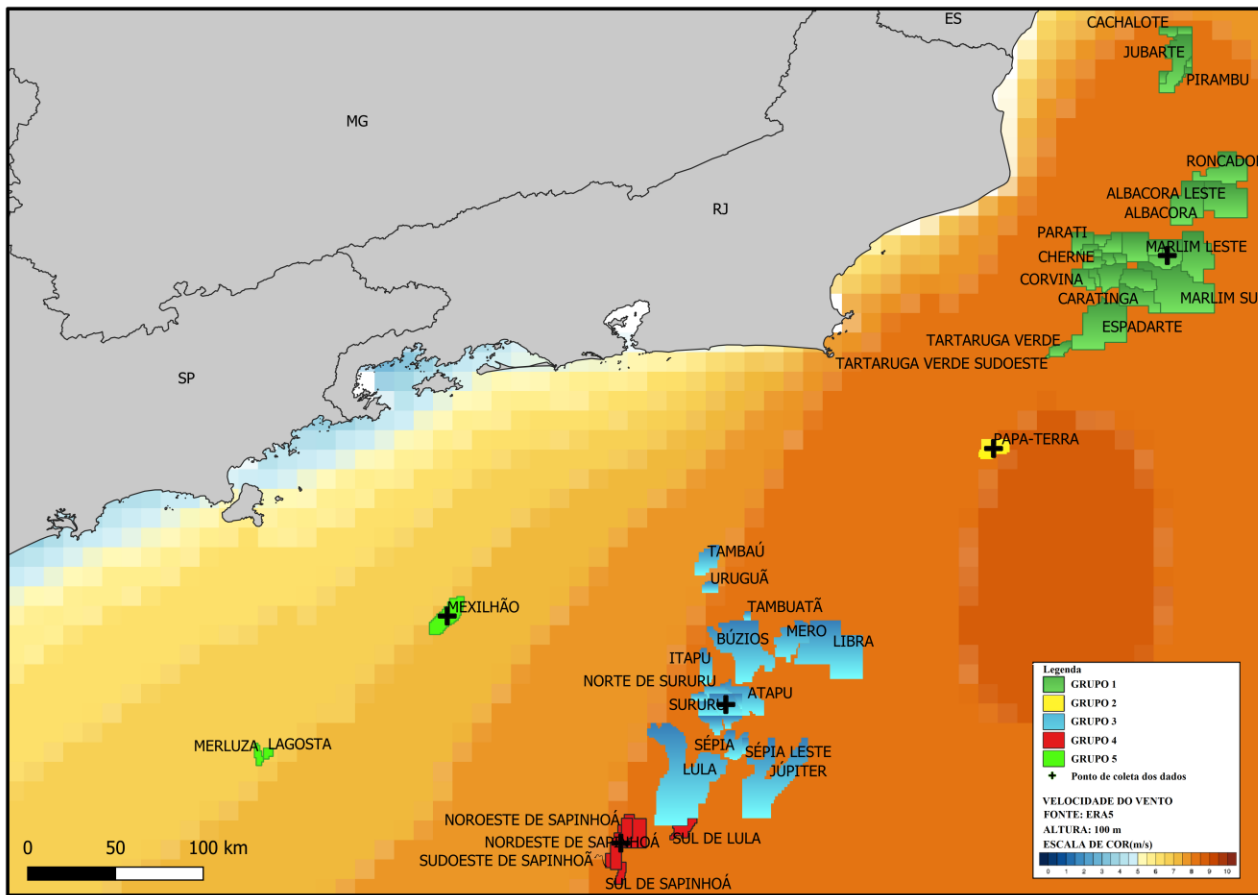 ES
CACHALOTE
JUBARTE
PIRAMBU
MG
RONCADOR
ALBACORA LESTE
RJ
ALBACORA
PARATI
MARLIM LESTE
CHERNE
CORVINA
CARATINGA
MARLIM SU
ESPADARTE
TARTARUGA VERDE
TARTARUGA VERDE SUDOESTE
SP
PAPA-TERRA
TAMBAÚ
URUGUÃ
MEXILHÃO
TAMBUATÃ
BÚZIOS
MERO
LIBRA
ITAPU
NORTE DE SURURU
ATAPU
SURURU
MERLUZA
LAGOSTA
SÉPIA
SÉPIA LESTE
LULA
JÚPITER
NOROESTE DE SAPINHOÁ
NORDESTE DE SAPINHOÁ
SUL DE LULA
SUDOESTE DE SAPINHOÃ
SUL DE SAPINHOÁ
0 50 100 km
Legenda
GRUPO 1
GRUPO 2
GRUPO 3
GRUPO 4
GRUPO 5
Ponto de coleta dos dados
VELOCIDADE DO VENTO
FONTE: ERA5
ALTURA: 100 m
ESCALA DE COR(m/s)
0 1 2 3 4 5 6 7 8 9 10